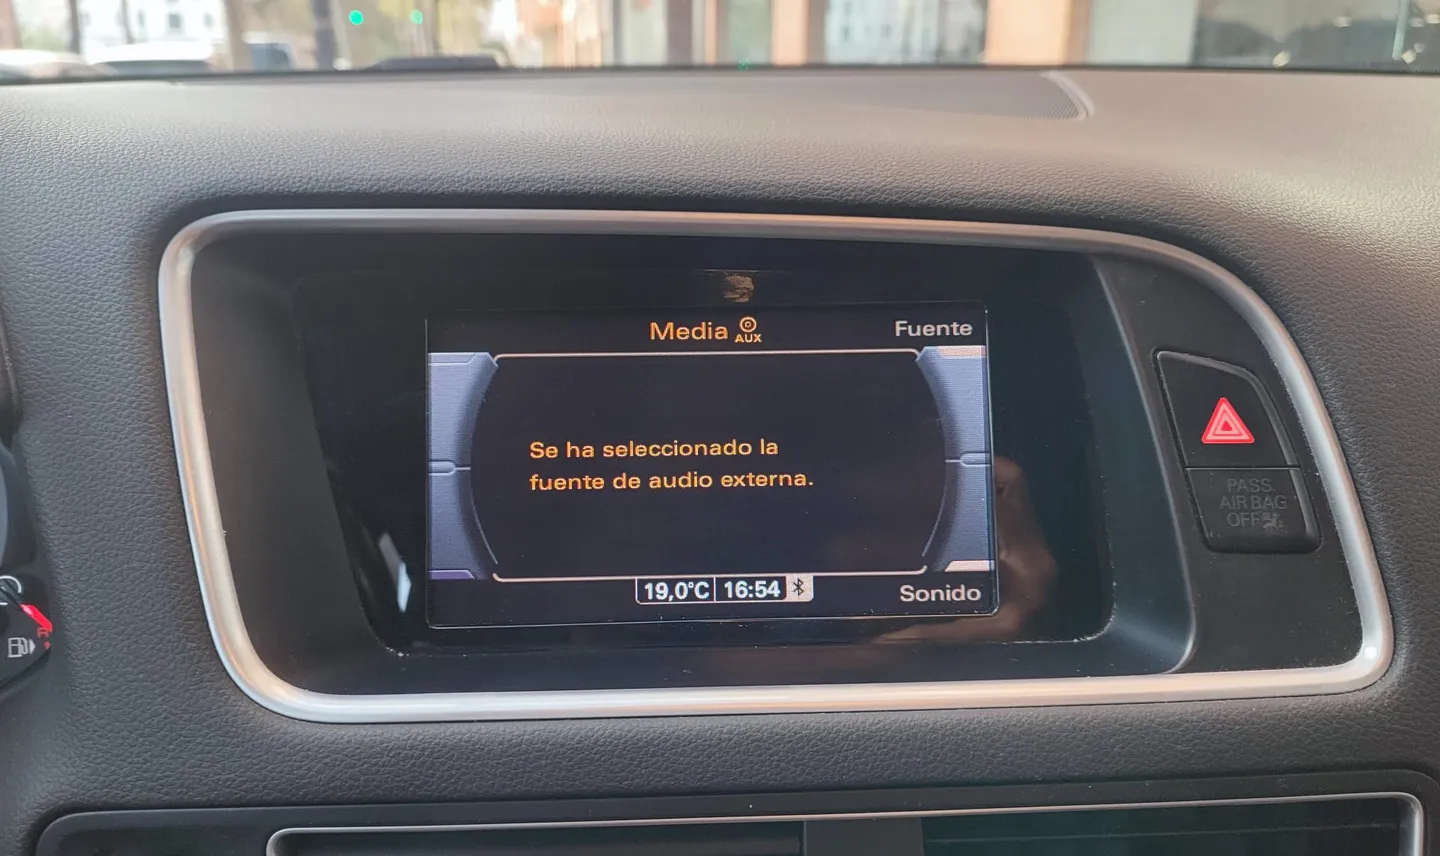 Media AUX
Fuente
Se ha seleccionado la
fuente de audio externa.
19,0°C 16:54
Sonido
PASS.
AIR BAG
OFF